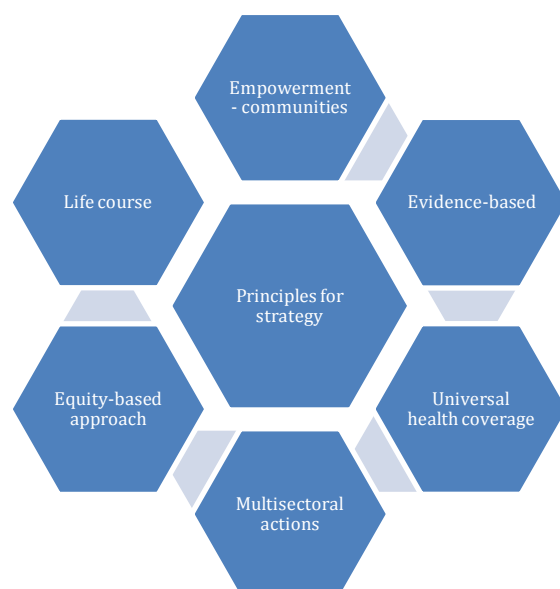 Empowerment
- communities
Life course
Evidence-based
Principles for
strategy
Equity-based
approach
Universal
health coverage
Multisectoral
actions